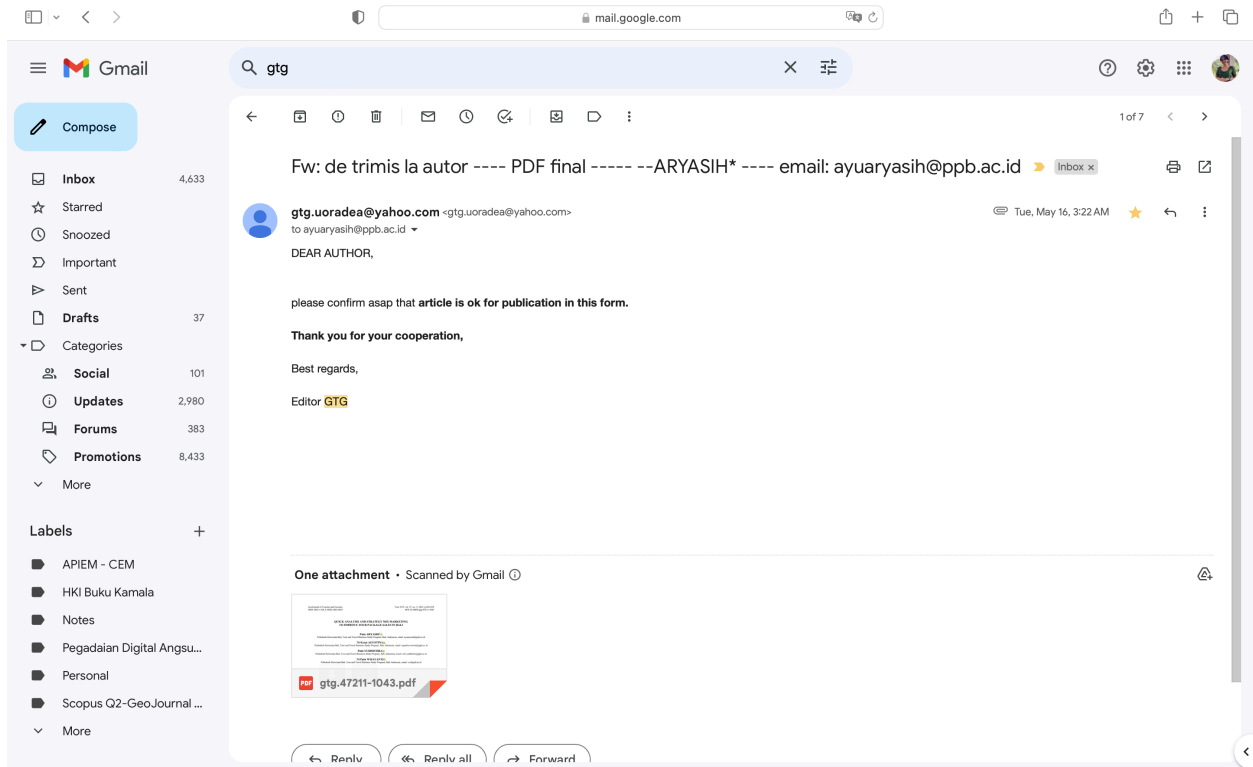 mail.google.com
Gmail
gtg
Compose
1 of 7
Inbox 4,633
Starred
Snoozed
Important
Sent
Drafts 37
Categories
Social 101
Updates 2,980
Forums 383
Promotions 8,433
More
Labels
APIEM - CEM
HKI Buku Kamala
Notes
Pegadaian Digital Angsu...
Personal
Scopus Q2-GeoJournal ...
More
Fw: de trimis la autor ---- PDF final ----- --ARYASIH* ---- email: ayuaryasih@ppb.ac.id Inbox ×
gtg.uoradea@yahoo.com <gtg.uoradea@yahoo.com>
Tue, May 16, 3:22 AM
to ayuaryasih@ppb.ac.id
DEAR AUTHOR,
please confirm asap that article is ok for publication in this form.
Thank you for your cooperation,
Best regards,
Editor GTG
One attachment • Scanned by Gmail
PDF gtg.47211-1043.pdf
Reply
Reply all
Forward